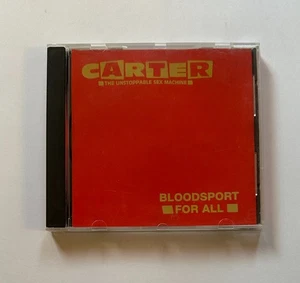 CARTER
THE UNSTOPPABLE SEX MACHINE
BLOODSPORT
FOR ALL